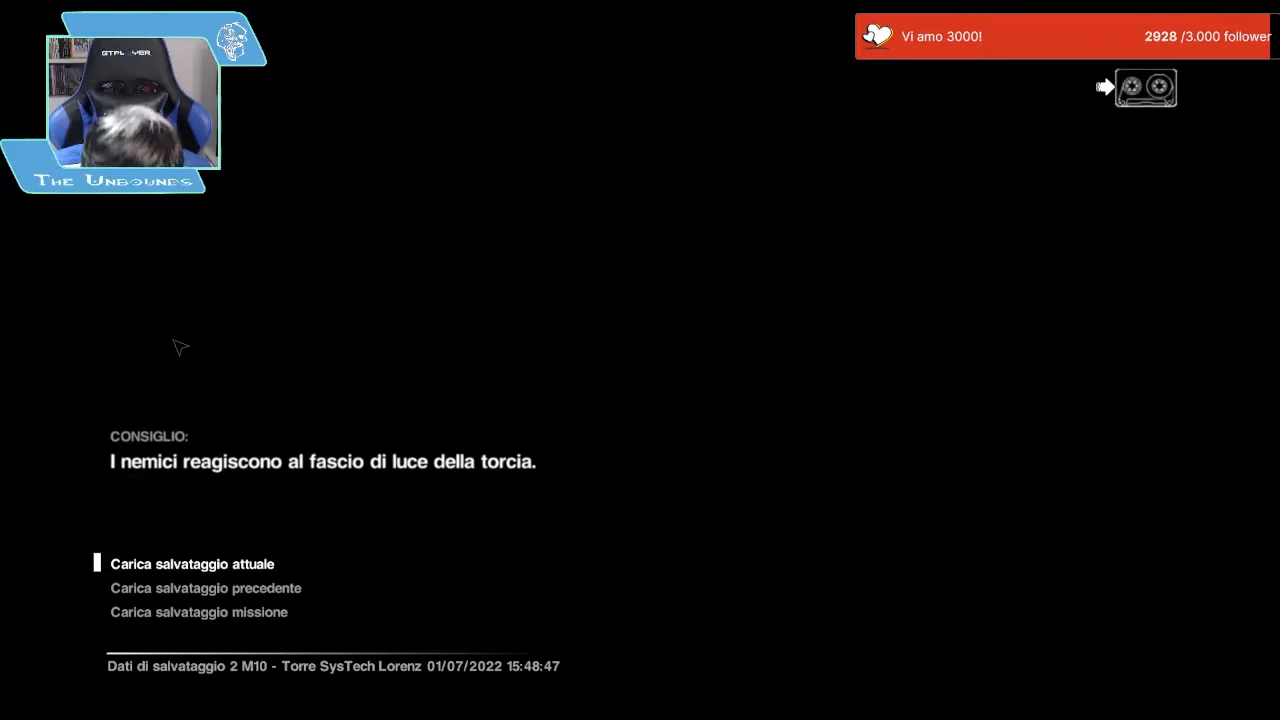 GTPLAYER
The Unbounds
Vi amo 3000!
2928 /3.000 follower
CONSIGLIO:
I nemici reagiscono al fascio di luce della torcia.
Carica salvataggio attuale
Carica salvataggio precedente
Carica salvataggio missione
Dati di salvataggio 2 M10 - Torre SysTech Lorenz 01/07/2022 15:48:47